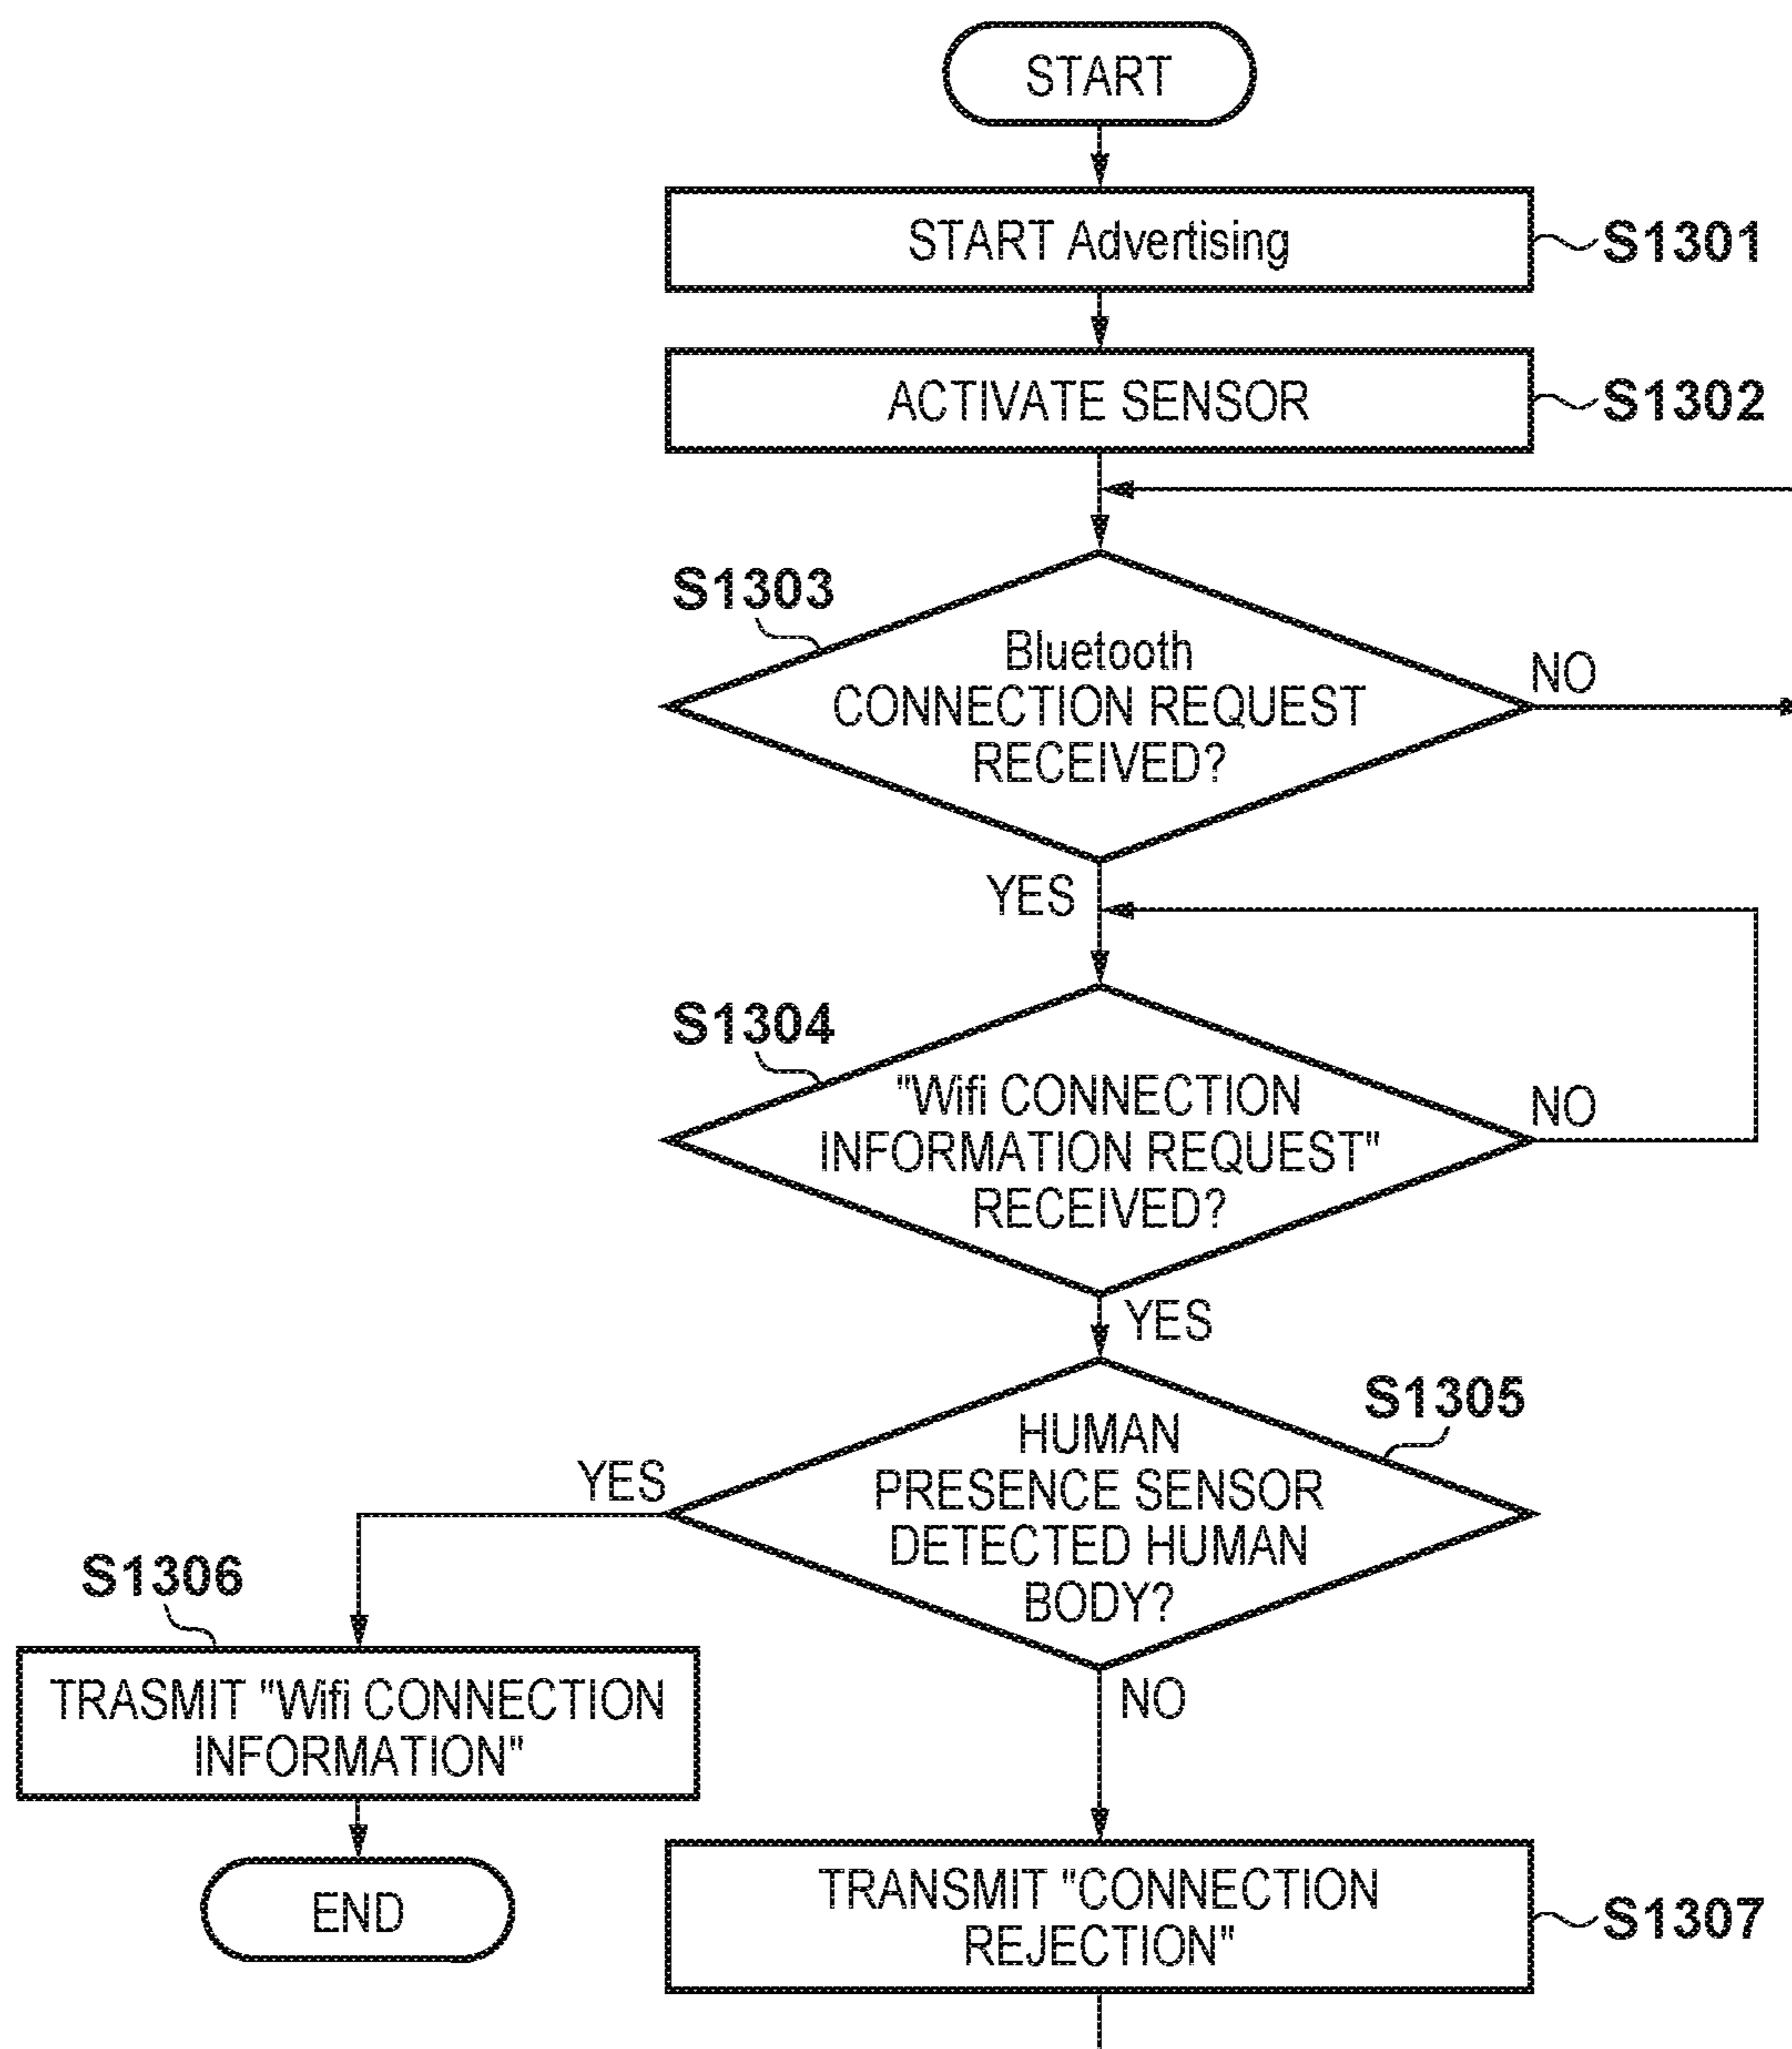 START
START Advertising
S1301
ACTIVATE SENSOR
S1302
S1303
Bluetooth
CONNECTION REQUEST
RECEIVED?
NO
YES
S1304
"Wifi CONNECTION
INFORMATION REQUEST"
RECEIVED?
NO
YES
S1305
HUMAN
PRESENCE SENSOR
DETECTED HUMAN
BODY?
YES
NO
S1306
TRASMIT "Wifi CONNECTION
INFORMATION"
END
TRANSMIT "CONNECTION
REJECTION"
S1307